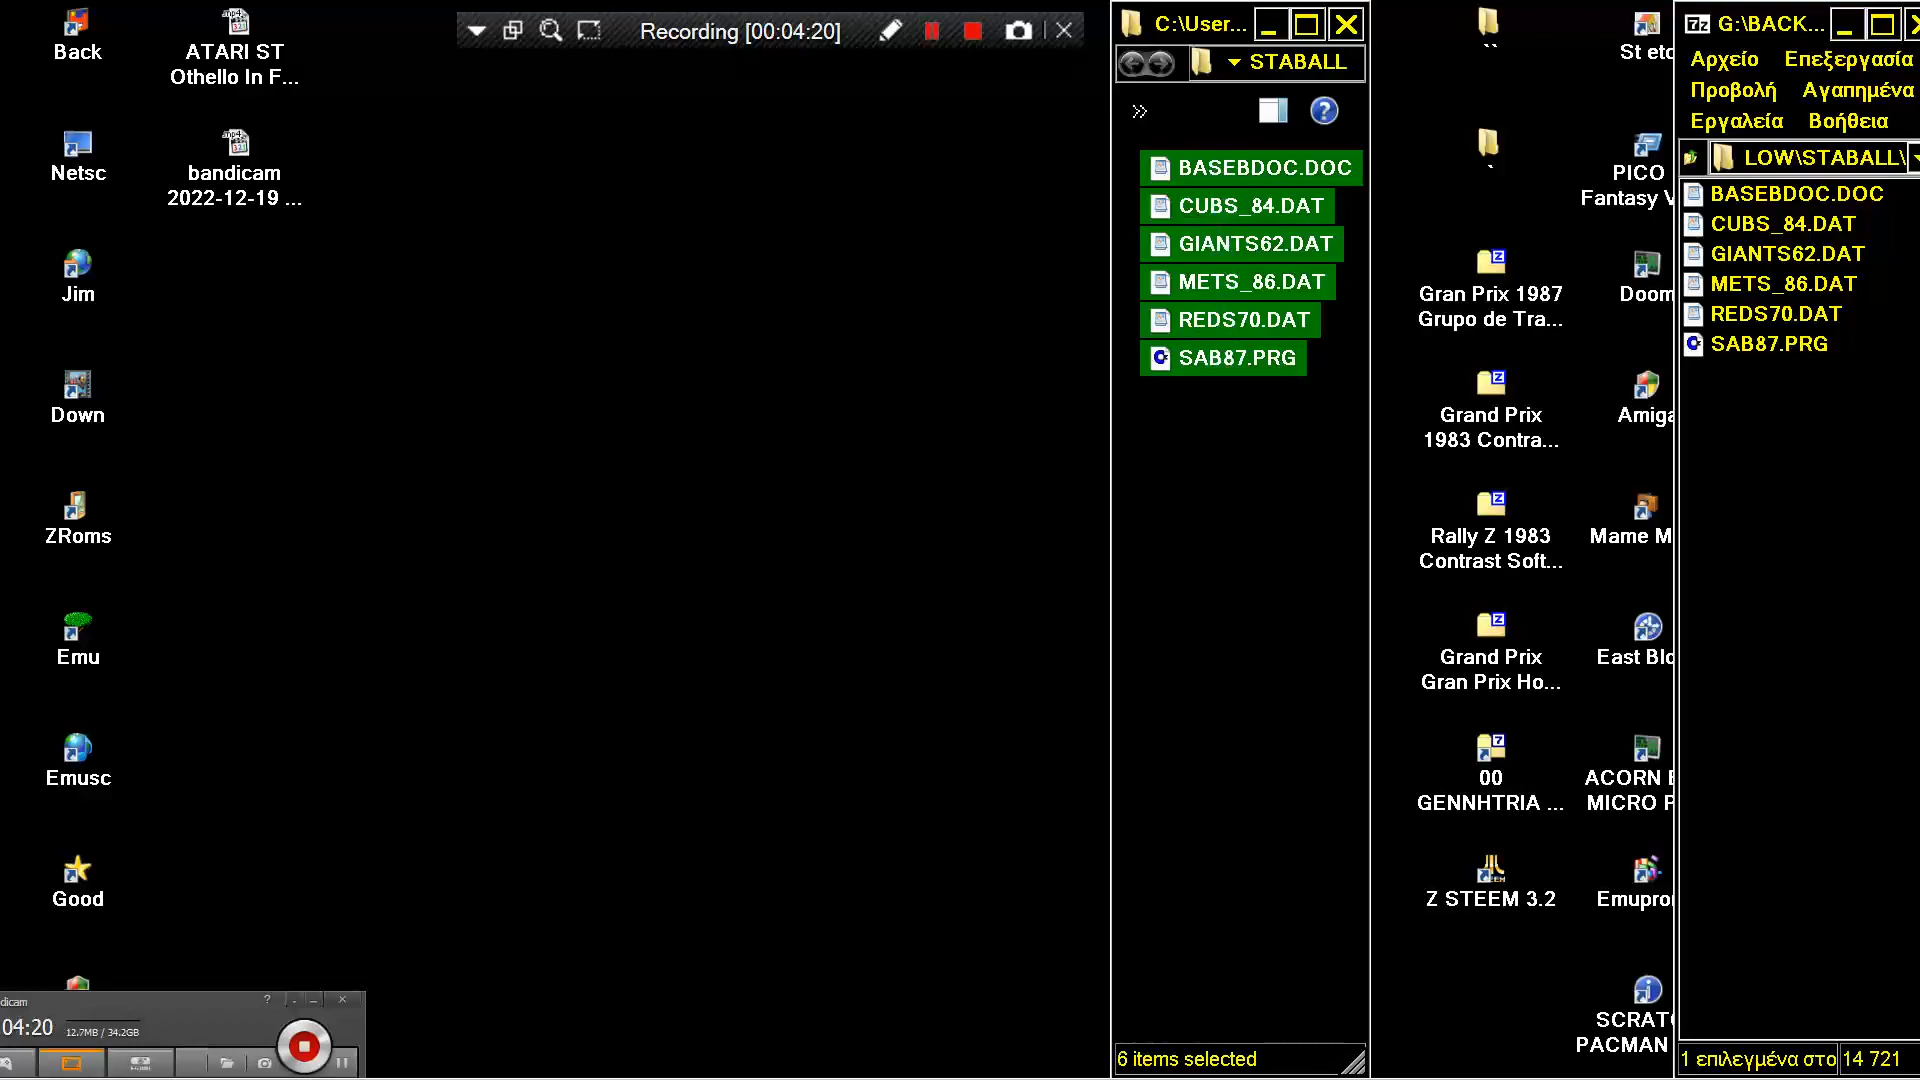 Back
ATARI ST
Othello In F...
Netsc
bandicam
2022-12-19 ...
Jim
Down
ZRoms
Emu
Emusc
Good
Recording [00:04:20]
dicam
04:20
12.7MB / 34.2GB
C:\User...
STABALL
BASEBDOC.DOC
CUBS_84.DAT
GIANTS62.DAT
METS_86.DAT
REDS70.DAT
SAB87.PRG
6 items selected
``
`
Gran Prix 1987
Grupo de Tra...
Grand Prix
1983 Contra...
Rally Z 1983
Contrast Soft...
Grand Prix
Gran Prix Ho...
00
GENNHTRIA ...
Z STEEM 3.2
St etc
PICO
Fantasy V
Doom
Amiga
Mame M
East Blo
ACORN B
MICRO P
Emupro
SCRATC
PACMAN
G:\BACK...
Αρχείο Επεξεργασία
Προβολή Αγαπημένα
Εργαλεία Βοήθεια
LOW\STABALL\
BASEBDOC.DOC
CUBS_84.DAT
GIANTS62.DAT
METS_86.DAT
REDS70.DAT
SAB87.PRG
1 επιλεγμένα στο 14 721